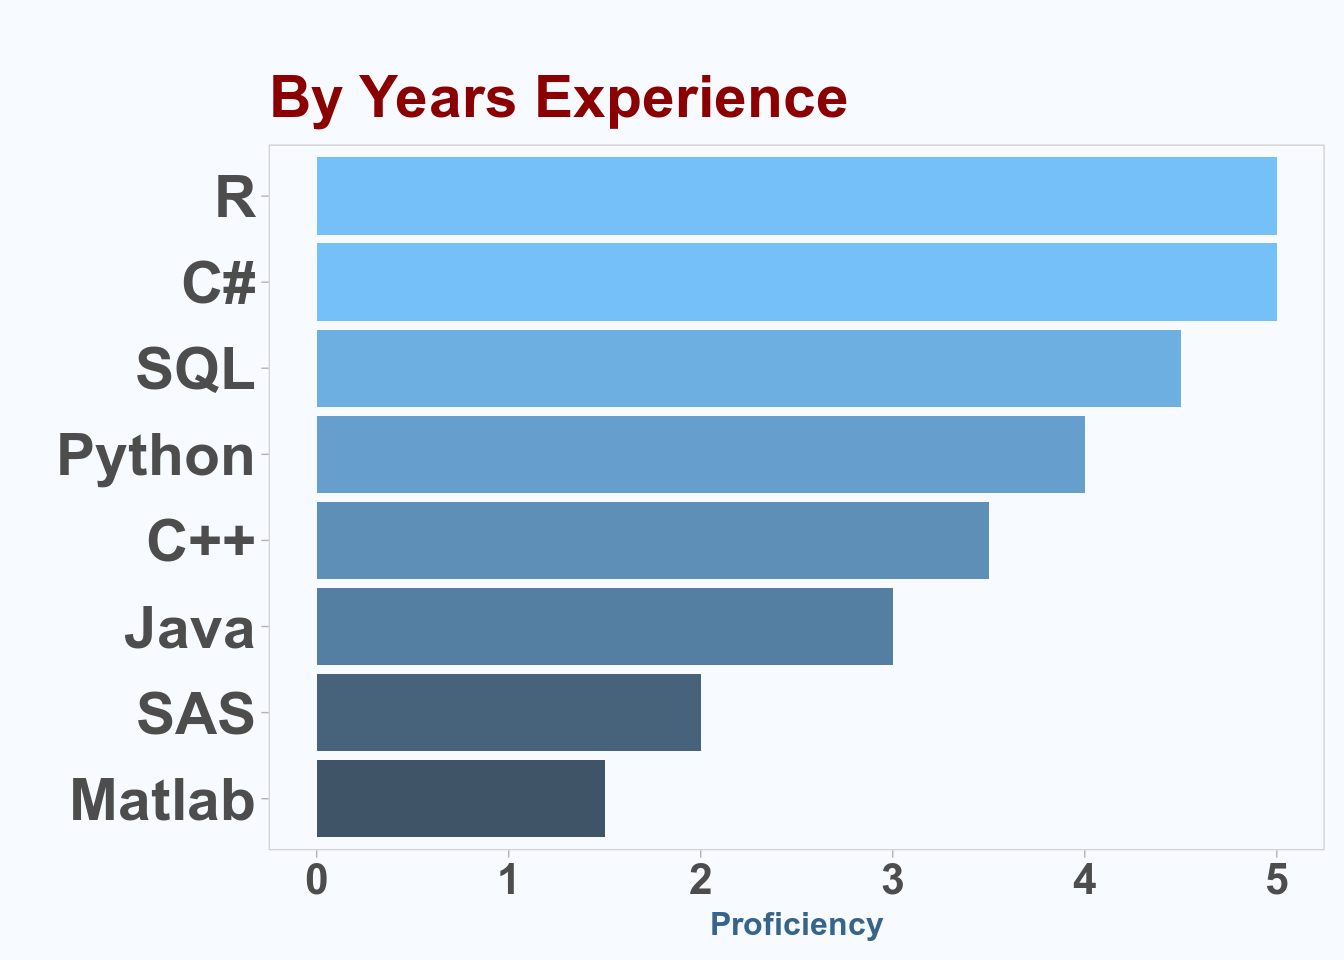 By Years Experience
R
C#
SQL
Python
C++
Java
SAS
Matlab
0 1 2 3 4 5
Proficiency